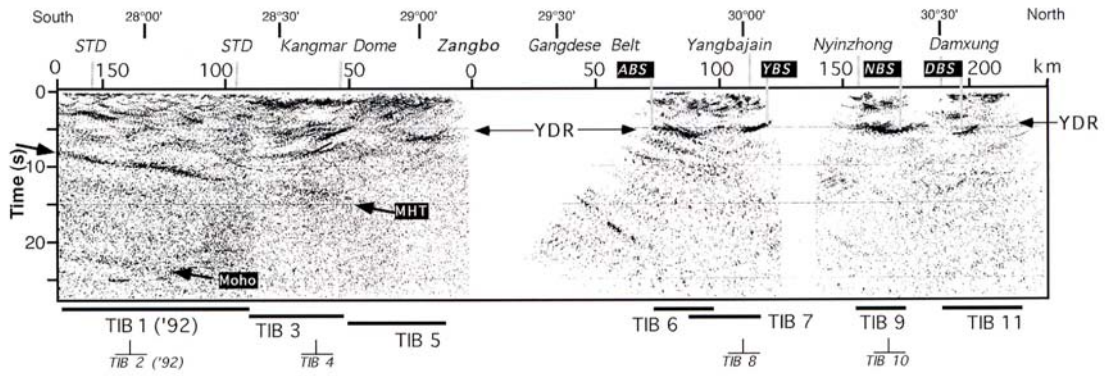 South 28°00' 28°30' 29°00' 29°30' 30°00' 30°30' North
STD STD Kangmar Dome Zangbo Gangdese Belt Yangbajain Nyinzhong Damxung
0 150 100 50 0 50 ABS 100 YBS 150 NBS DBS 200 km
0
YDR YDR
Time (s)
10
MHT
20
Moho
TIB 1 ('92) TIB 3 TIB 5 TIB 6 TIB 7 TIB 9 TIB 11
TIB 2 ('92) TIB 4 TIB 8 TIB 10